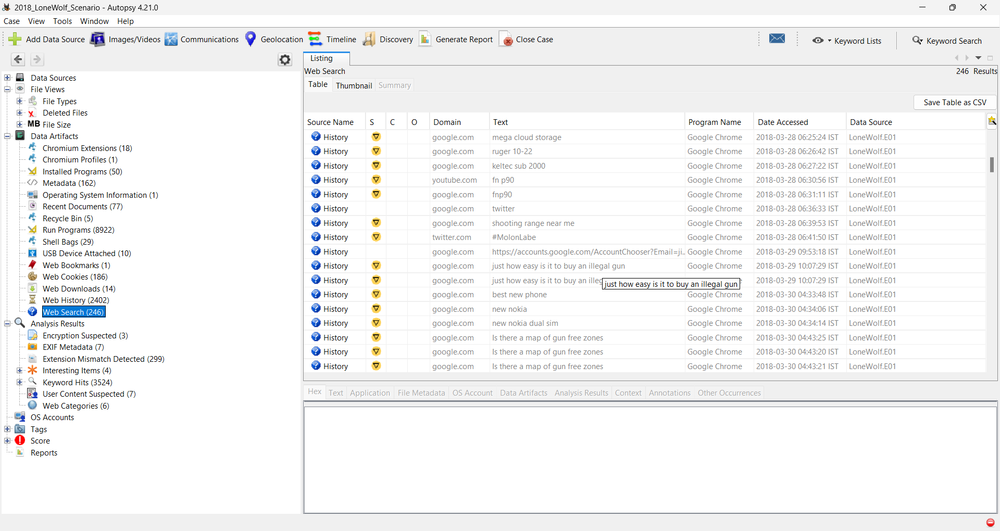 2018_LoneWolf_Scenario - Autopsy 4.21.0
Case View Tools Window Help
Add Data Source Images/Videos Communications Geolocation Timeline Discovery Generate Report Close Case Keyword Lists Keyword Search
Data Sources
File Views
File Types
Deleted Files
MB File Size
Data Artifacts
Chromium Extensions (18)
Chromium Profiles (1)
Installed Programs (50)
Metadata (162)
Operating System Information (1)
Recent Documents (77)
Recycle Bin (5)
Run Programs (8922)
Shell Bags (29)
USB Device Attached (10)
Web Bookmarks (1)
Web Cookies (186)
Web Downloads (14)
Web History (2402)
Web Search (246)
Analysis Results
Encryption Suspected (3)
EXIF Metadata (7)
Extension Mismatch Detected (299)
Interesting Items (4)
Keyword Hits (3524)
User Content Suspected (7)
Web Categories (6)
OS Accounts
Tags
Score
Reports
Listing
Web Search 246 Results
Table Thumbnail Summary
Save Table as CSV
Source Name S C O Domain Text Program Name Date Accessed Data Source
History google.com mega cloud storage Google Chrome 2018-03-28 06:25:24 IST LoneWolf.E01
History google.com ruger 10-22 Google Chrome 2018-03-28 06:26:42 IST LoneWolf.E01
History google.com keltec sub 2000 Google Chrome 2018-03-28 06:27:22 IST LoneWolf.E01
History youtube.com fn p90 Google Chrome 2018-03-28 06:30:56 IST LoneWolf.E01
History google.com fnp90 Google Chrome 2018-03-28 06:31:11 IST LoneWolf.E01
History google.com twitter Google Chrome 2018-03-28 06:36:33 IST LoneWolf.E01
History google.com shooting range near me Google Chrome 2018-03-28 06:39:53 IST LoneWolf.E01
History twitter.com #MolonLabe Google Chrome 2018-03-28 06:41:50 IST LoneWolf.E01
History google.com https://accounts.google.com/AccountChooser?Email=ji... Google Chrome 2018-03-29 09:53:18 IST LoneWolf.E01
History google.com just how easy is it to buy an illegal gun Google Chrome 2018-03-29 10:07:29 IST LoneWolf.E01
History google.com just how easy is it to buy an illeg 2018-03-29 10:07:29 IST LoneWolf.E01
just how easy is it to buy an illegal gun
History google.com best new phone Google Chrome 2018-03-30 04:33:48 IST LoneWolf.E01
History google.com new nokia Google Chrome 2018-03-30 04:34:06 IST LoneWolf.E01
History google.com new nokia dual sim Google Chrome 2018-03-30 04:34:14 IST LoneWolf.E01
History google.com Is there a map of gun free zones Google Chrome 2018-03-30 04:43:25 IST LoneWolf.E01
History google.com Is there a map of gun free zones Google Chrome 2018-03-30 04:43:20 IST LoneWolf.E01
History google.com Is there a map of gun free zones Google Chrome 2018-03-30 04:43:21 IST LoneWolf.E01
Hex Text Application File Metadata OS Account Data Artifacts Analysis Results Context Annotations Other Occurrences